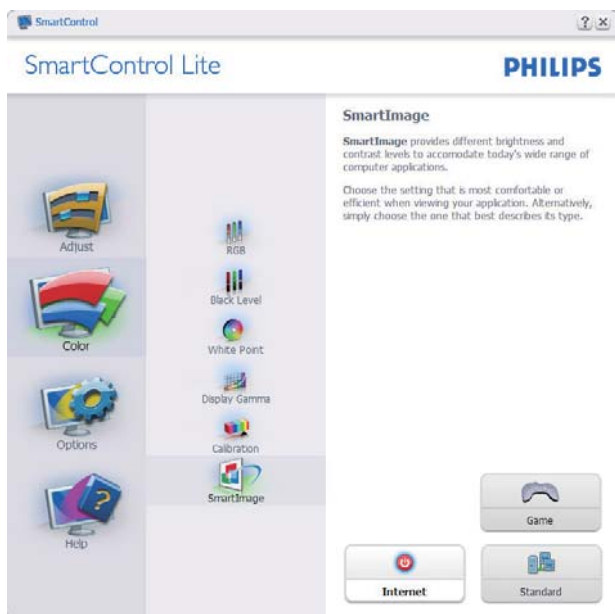 SmartControl
SmartControl Lite
PHILIPS
Adjust
Color
Options
Help
RGB
Black Level
White Point
Display Gamma
Calibration
SmartImage
SmartImage
SmartImage provides different brightness and
contrast levels to accomodate today's wide range of
computer applications.
Choose the setting that is most comfortable or
efficient when viewing your application. Alternatively,
simply choose the one that best describes its type.
Game
Internet
Standard